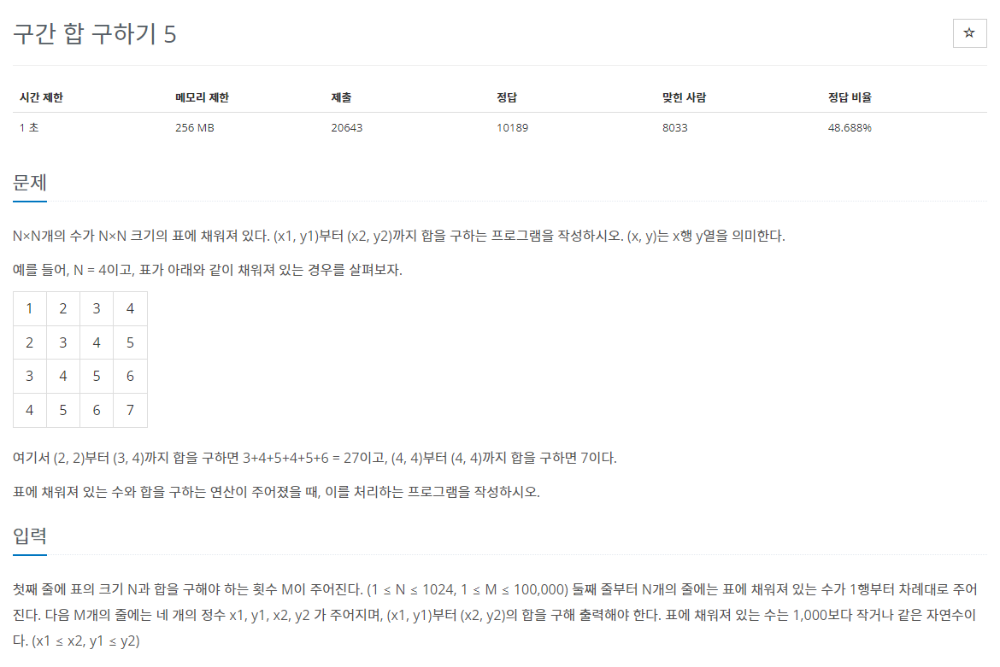 구간 합 구하기 5
☆
시간 제한 메모리 제한 제출 정답 맞힌 사람 정답 비율
1 초 256 MB 20643 10189 8033 48.688%
문제
N×N개의 수가 N×N 크기의 표에 채워져 있다. (x1, y1)부터 (x2, y2)까지 합을 구하는 프로그램을 작성하시오. (x, y)는 x행 y열을 의미한다.
예를 들어, N = 4이고, 표가 아래와 같이 채워져 있는 경우를 살펴보자.
1 2 3 4
2 3 4 5
3 4 5 6
4 5 6 7
여기서 (2, 2)부터 (3, 4)까지 합을 구하면 3+4+5+4+5+6 = 27이고, (4, 4)부터 (4, 4)까지 합을 구하면 7이다.
표에 채워져 있는 수와 합을 구하는 연산이 주어졌을 때, 이를 처리하는 프로그램을 작성하시오.
입력
첫째 줄에 표의 크기 N과 합을 구해야 하는 횟수 M이 주어진다. (1 ≤ N ≤ 1024, 1 ≤ M ≤ 100,000) 둘째 줄부터 N개의 줄에는 표에 채워져 있는 수가 1행부터 차례대로 주어
진다. 다음 M개의 줄에는 네 개의 정수 x1, y1, x2, y2 가 주어지며, (x1, y1)부터 (x2, y2)의 합을 구해 출력해야 한다. 표에 채워져 있는 수는 1,000보다 작거나 같은 자연수이
다. (x1 ≤ x2, y1 ≤ y2)